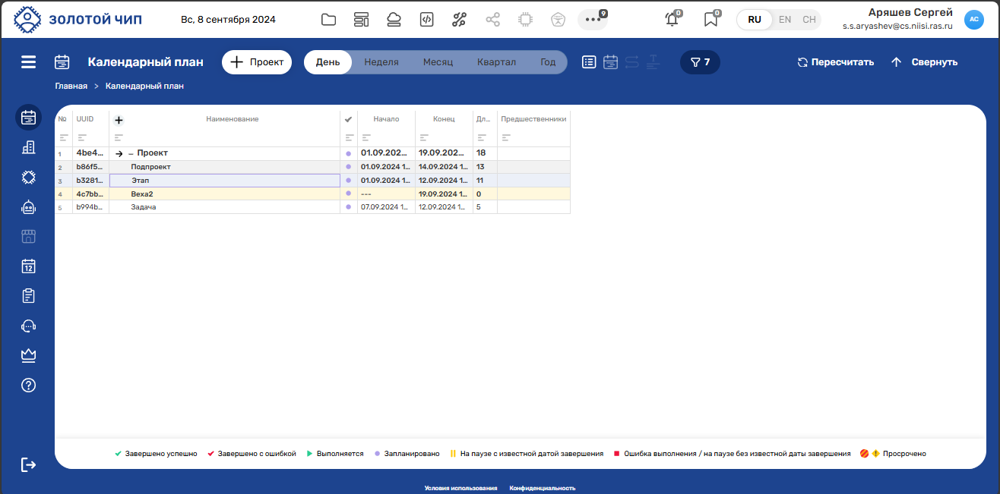 ЗОЛОТОЙ ЧИП Вс, 8 сентября 2024 9 0 0 RU EN CH Аряшев Сергей
s.s.aryashev@cs.niisi.ras.ru АС
Календарный план Проект День Неделя Месяц Квартал Год 7 Пересчитать Свернуть
Главная > Календарный план
№ UUID Наименование Начало Конец Дл... Предшественники
1 4be4... – Проект 01.09.202... 19.09.202... 18
2 b86f5... Подпроект 01.09.2024 1... 14.09.2024 1... 13
3 b3281... Этап 01.09.2024 1... 12.09.2024 1... 11
4 4c7bb... Веха2 --- 19.09.2024 1... 0
5 b994b... Задача 07.09.2024 1... 12.09.2024 1... 5
12
Завершено успешно Завершено с ошибкой Выполняется Запланировано На паузе с известной датой завершения Ошибка выполнения / на паузе без известной даты завершения Просрочено
Условия использования Конфиденциальность